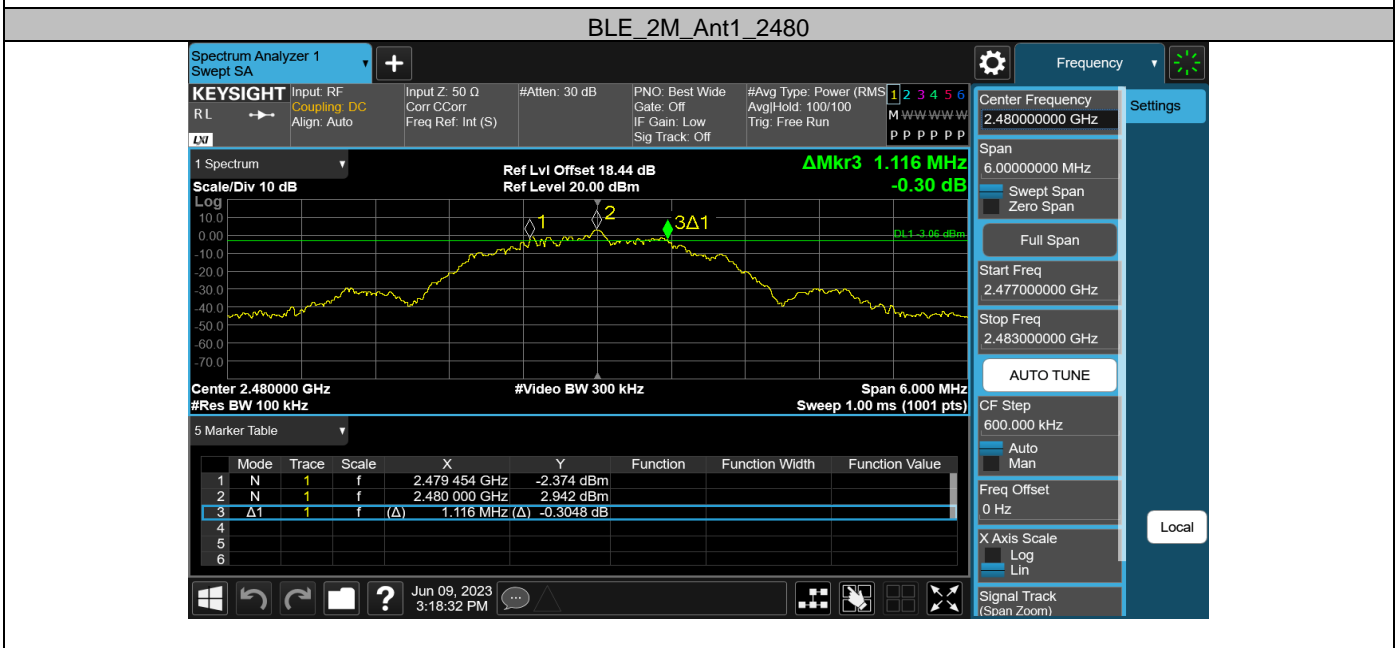 BLE_2M_Ant1_2480
Spectrum Analyzer 1
Swept SA
Frequency
KEYSIGHT
RL
LXI
Input: RF
Coupling: DC
Align: Auto
Input Z: 50 Ω
Corr CCorr
Freq Ref: Int (S)
#Atten: 30 dB
PNO: Best Wide
Gate: Off
IF Gain: Low
Sig Track: Off
#Avg Type: Power (RMS
Avg|Hold: 100/100
Trig: Free Run
1 2 3 4 5 6
M W W W W W
P P P P P P
1 Spectrum
Scale/Div 10 dB
Ref Lvl Offset 18.44 dB
Ref Level 20.00 dBm
ΔMkr3 1.116 MHz
-0.30 dB
Log
10.0
0.00
-10.0
-20.0
-30.0
-40.0
-50.0
-60.0
-70.0
1
2
3Δ1
DL1 -3.06 dBm
Center 2.480000 GHz
#Video BW 300 kHz
Span 6.000 MHz
#Res BW 100 kHz
Sweep 1.00 ms (1001 pts)
5 Marker Table
Mode Trace Scale X Y Function Function Width Function Value
1 N 1 f 2.479 454 GHz -2.374 dBm
2 N 1 f 2.480 000 GHz 2.942 dBm
3 Δ1 1 f (Δ) 1.116 MHz (Δ) -0.3048 dB
4
5
6
?
Jun 09, 2023
3:18:32 PM
Center Frequency
2.480000000 GHz
Settings
Span
6.00000000 MHz
Swept Span
Zero Span
Full Span
Start Freq
2.477000000 GHz
Stop Freq
2.483000000 GHz
AUTO TUNE
CF Step
600.000 kHz
Auto
Man
Freq Offset
0 Hz
Local
X Axis Scale
Log
Lin
Signal Track
(Span Zoom)